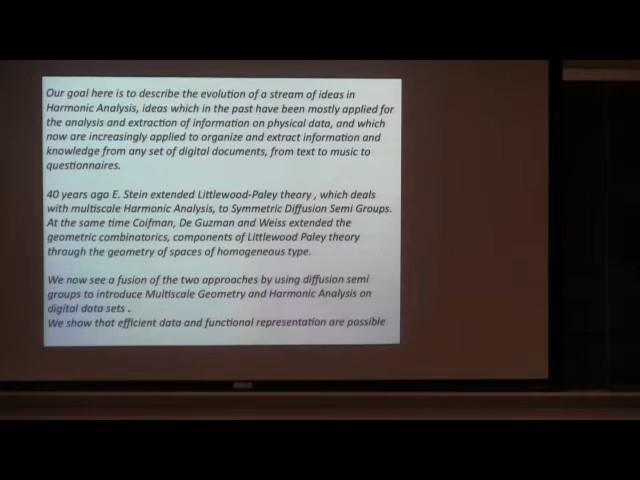 Our goal here is to describe the evolution of a stream of ideas in
Harmonic Analysis, ideas which in the past have been mostly applied for
the analysis and extraction of information on physical data, and which
now are increasingly applied to organize and extract information and
knowledge from any set of digital documents, from text to music to
questionnaires.
40 years ago E. Stein extended Littlewood-Paley theory , which deals
with multiscale Harmonic Analysis, to Symmetric Diffusion Semi Groups.
At the same time Coifman, De Guzman and Weiss extended the
geometric combinatorics, components of Littlewood Paley theory
through the geometry of spaces of homogeneous type.
We now see a fusion of the two approaches by using diffusion semi
groups to introduce Multiscale Geometry and Harmonic Analysis on
digital data sets .
We show that efficient data and functional representation are possible